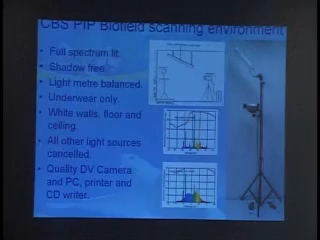 CBS PIP Biofield scanning environment
• Full spectrum lit.
• Shadow free.
• Light metre balanced.
• Underwear only.
• White walls, floor and
ceiling.
• All other light sources
cancelled.
• Quality DV Camera
and PC, printer and
CD writer.